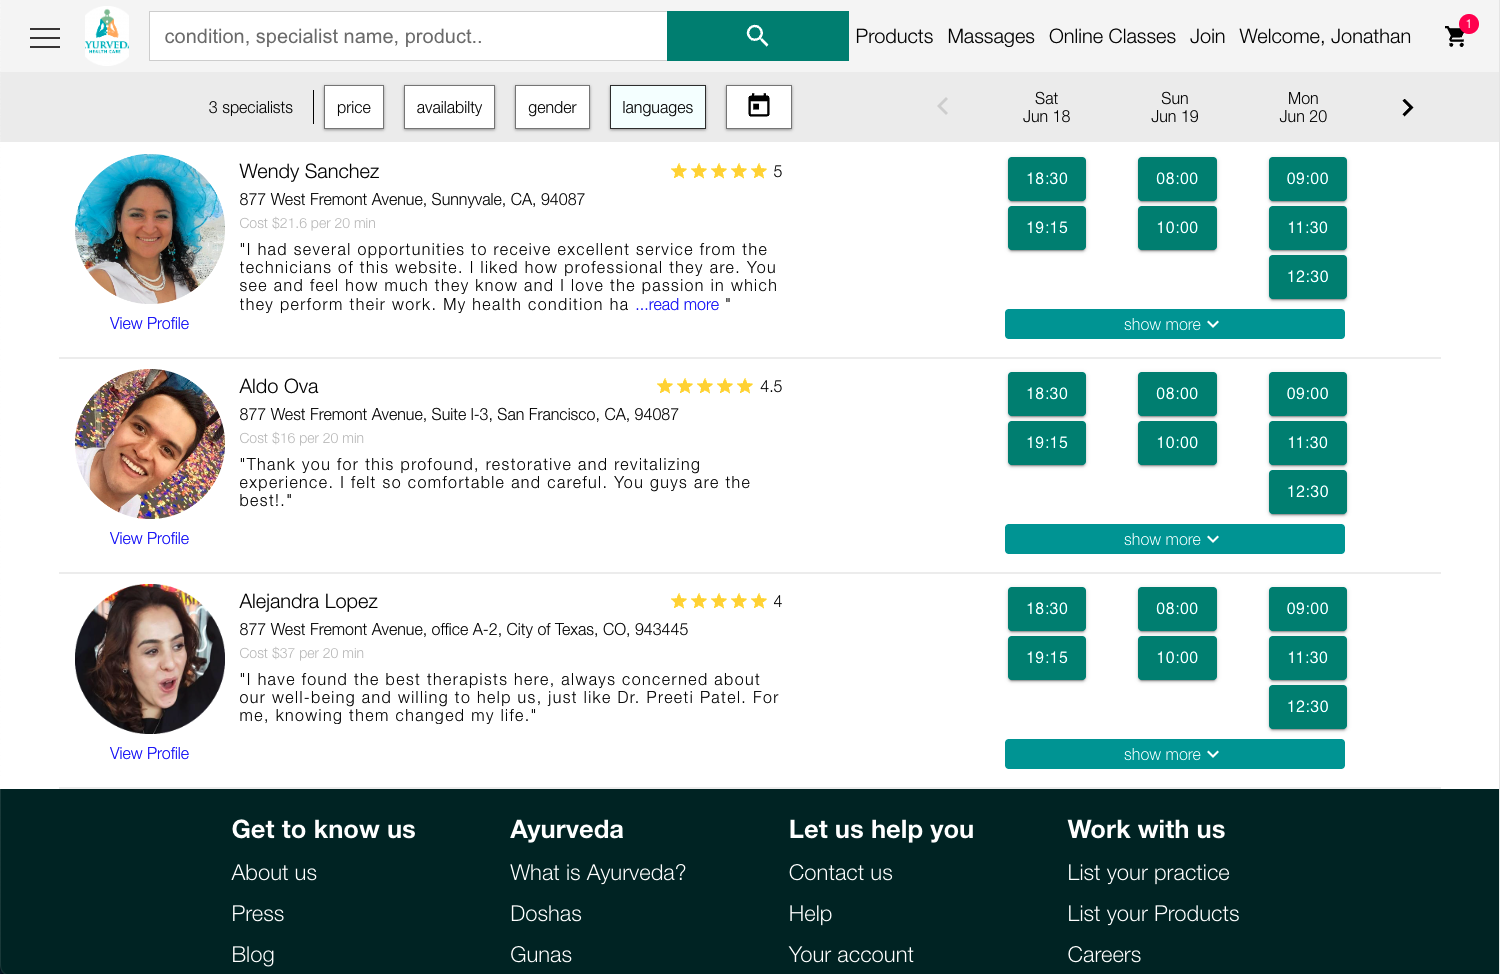 YURVED.
HEALTH CARE
condition, specialist name, product..
Products Massages Online Classes Join Welcome, Jonathan
1
3 specialists
price
availabilty
gender
languages
Sat
Jun 18
Sun
Jun 19
Mon
Jun 20
Wendy Sanchez
5
877 West Fremont Avenue, Sunnyvale, CA, 94087
Cost $21.6 per 20 min
"I had several opportunities to receive excellent service from the
technicians of this website. I liked how professional they are. You
see and feel how much they know and I love the passion in which
they perform their work. My health condition ha ...read more "
View Profile
18:30 08:00 09:00
19:15 10:00 11:30
12:30
show more
Aldo Ova
4.5
877 West Fremont Avenue, Suite I-3, San Francisco, CA, 94087
Cost $16 per 20 min
"Thank you for this profound, restorative and revitalizing
experience. I felt so comfortable and careful. You guys are the
best!."
View Profile
18:30 08:00 09:00
19:15 10:00 11:30
12:30
show more
Alejandra Lopez
4
877 West Fremont Avenue, office A-2, City of Texas, CO, 943445
Cost $37 per 20 min
"I have found the best therapists here, always concerned about
our well-being and willing to help us, just like Dr. Preeti Patel. For
me, knowing them changed my life."
View Profile
18:30 08:00 09:00
19:15 10:00 11:30
12:30
show more
Get to know us
About us
Press
Blog
Ayurveda
What is Ayurveda?
Doshas
Gunas
Let us help you
Contact us
Help
Your account
Work with us
List your practice
List your Products
Careers